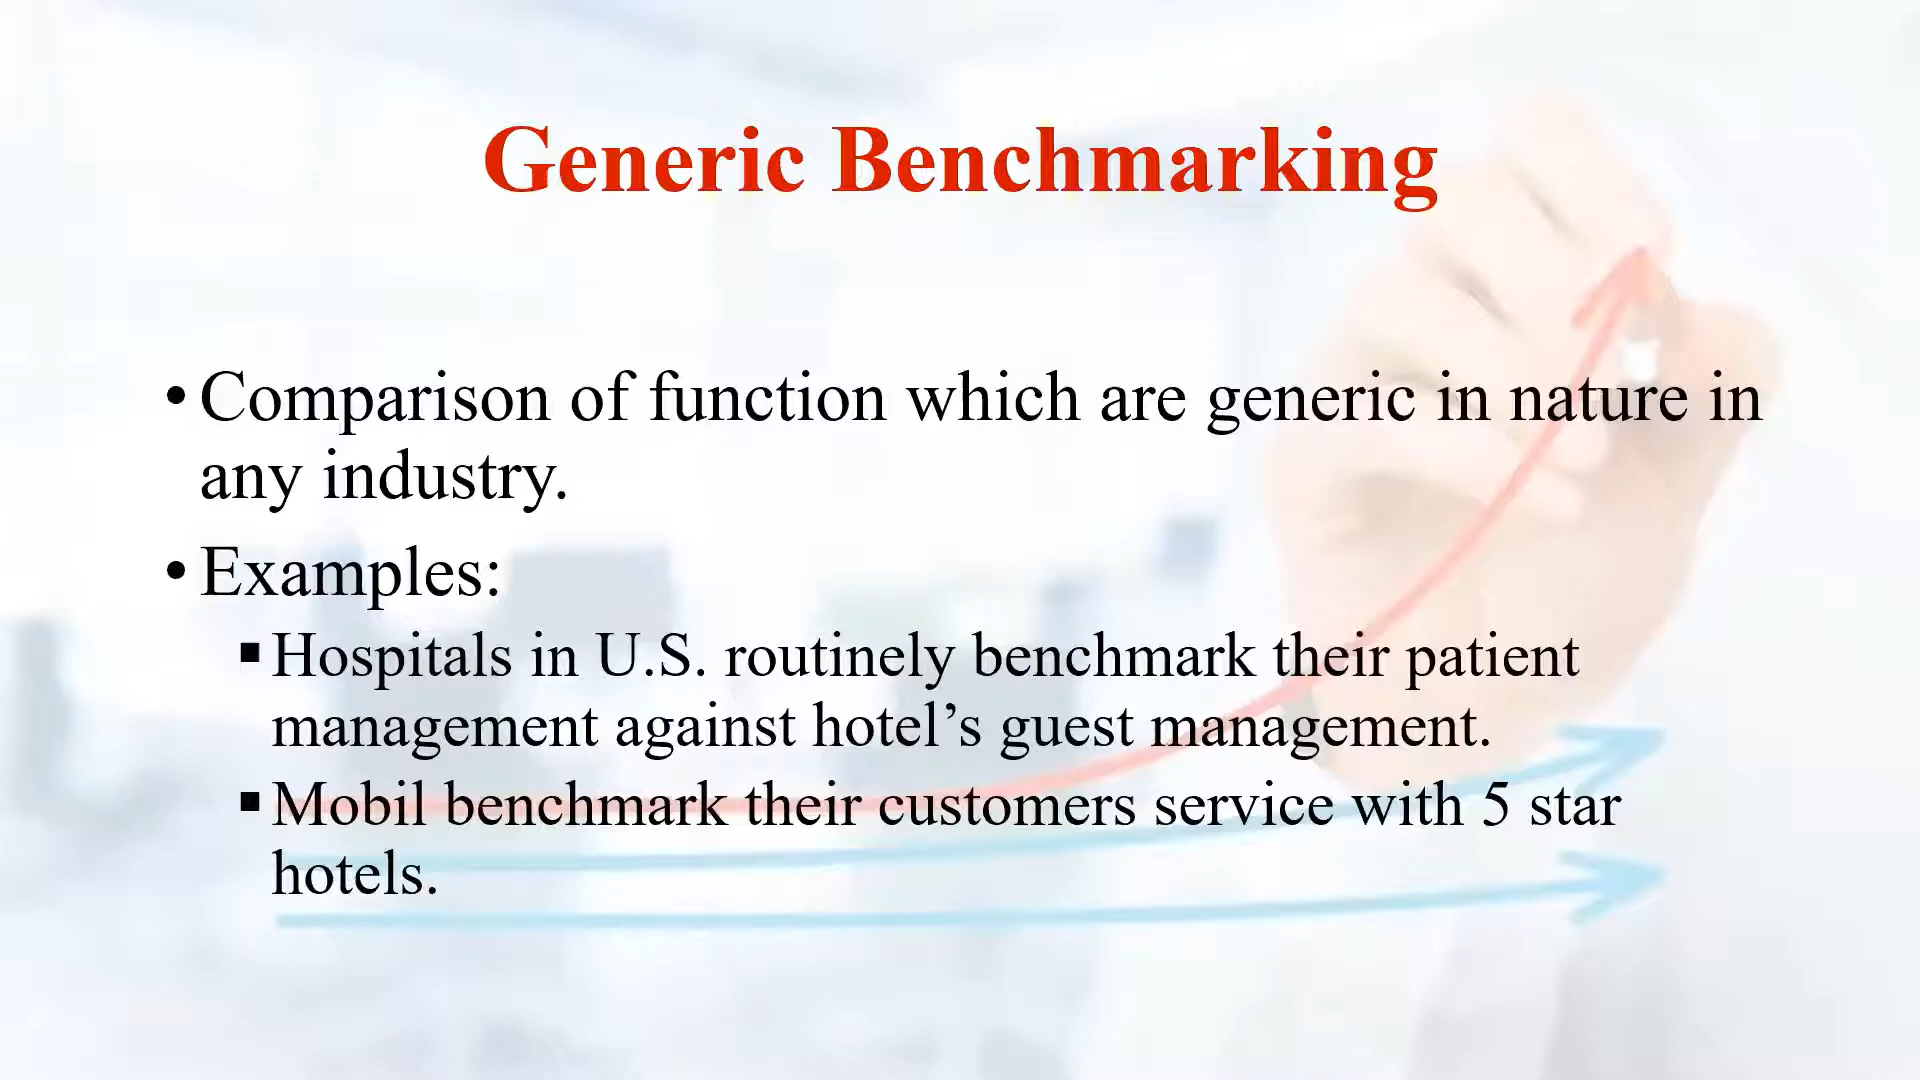 Generic Benchmarking
• Comparison of function which are generic in nature in
any industry.
• Examples:
▪ Hospitals in U.S. routinely benchmark their patient
management against hotel’s guest management.
▪ Mobil benchmark their customers service with 5 star
hotels.